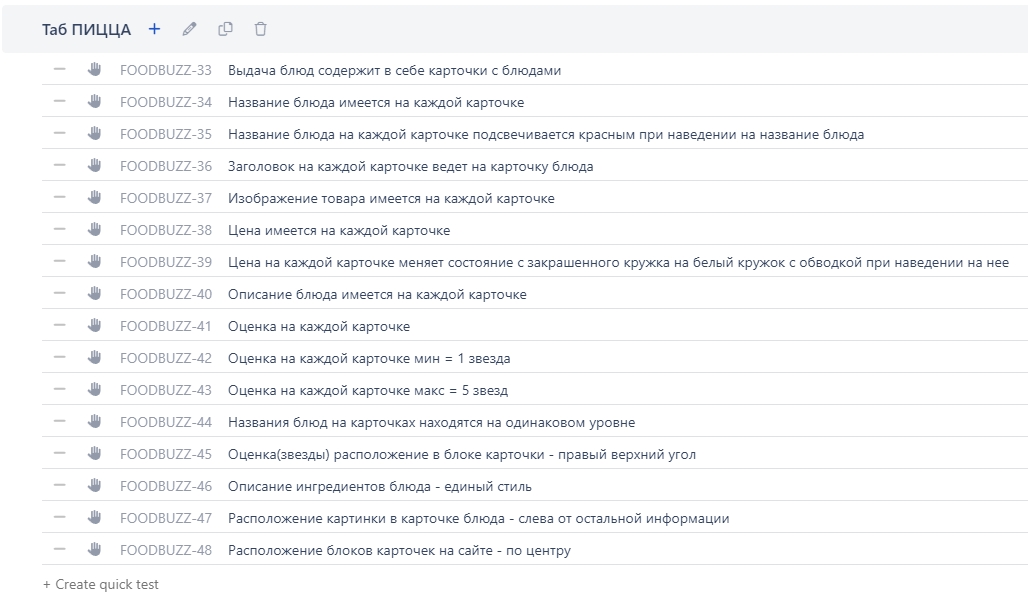 Таб ПИЦЦА
FOODBUZZ-33 Выдача блюд содержит в себе карточки с блюдами
FOODBUZZ-34 Название блюда имеется на каждой карточке
FOODBUZZ-35 Название блюда на каждой карточке подсвечивается красным при наведении на название блюда
FOODBUZZ-36 Заголовок на каждой карточке ведет на карточку блюда
FOODBUZZ-37 Изображение товара имеется на каждой карточке
FOODBUZZ-38 Цена имеется на каждой карточке
FOODBUZZ-39 Цена на каждой карточке меняет состояние с закрашенного кружка на белый кружок с обводкой при наведении на нее
FOODBUZZ-40 Описание блюда имеется на каждой карточке
FOODBUZZ-41 Оценка на каждой карточке
FOODBUZZ-42 Оценка на каждой карточке мин = 1 звезда
FOODBUZZ-43 Оценка на каждой карточке макс = 5 звезд
FOODBUZZ-44 Названия блюд на карточках находятся на одинаковом уровне
FOODBUZZ-45 Оценка(звезды) расположение в блоке карточки - правый верхний угол
FOODBUZZ-46 Описание ингредиентов блюда - единый стиль
FOODBUZZ-47 Расположение картинки в карточке блюда - слева от остальной информации
FOODBUZZ-48 Расположение блоков карточек на сайте - по центру
+ Create quick test